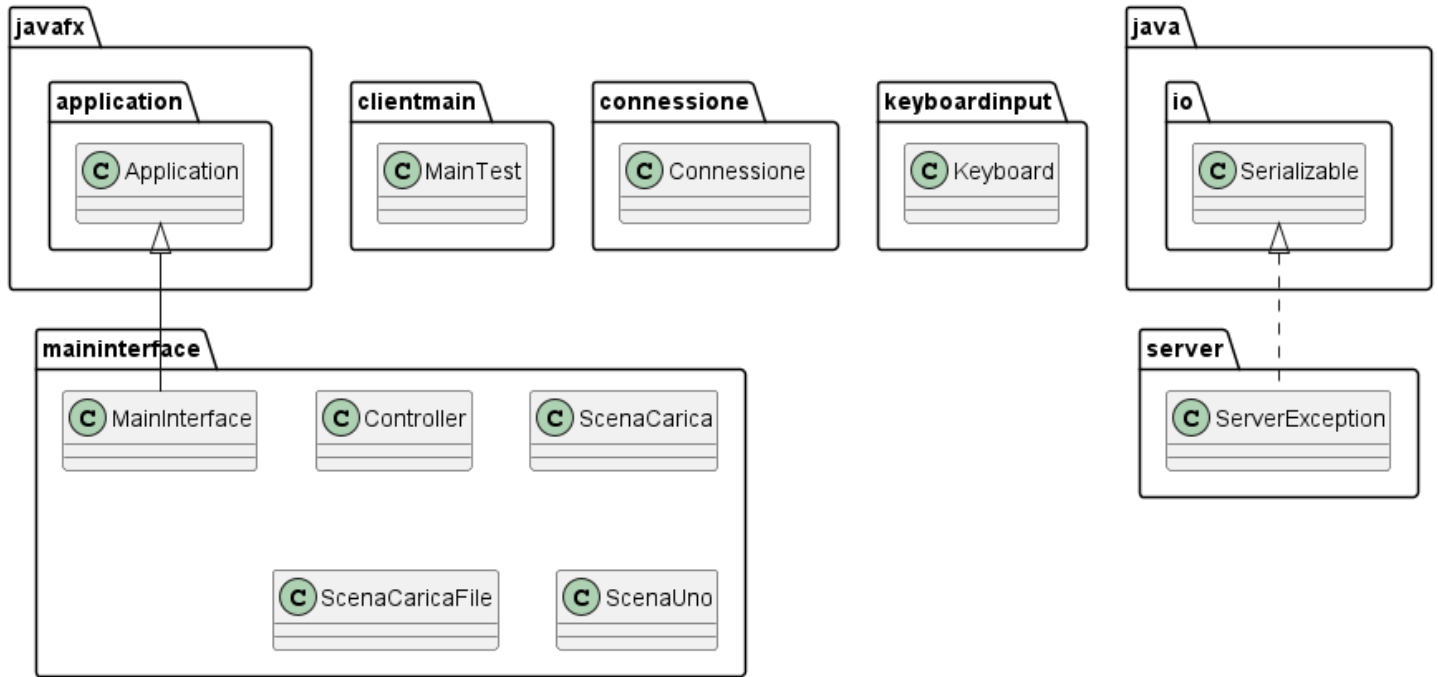 javafx
java
application
clientmain
connessione
keyboardinput
io
C Application
C MainTest
C Connessione
C Keyboard
C Serializable
maininterface
server
C MainInterface
C Controller
C ScenaCarica
C ServerException
C ScenaCaricaFile
C ScenaUno